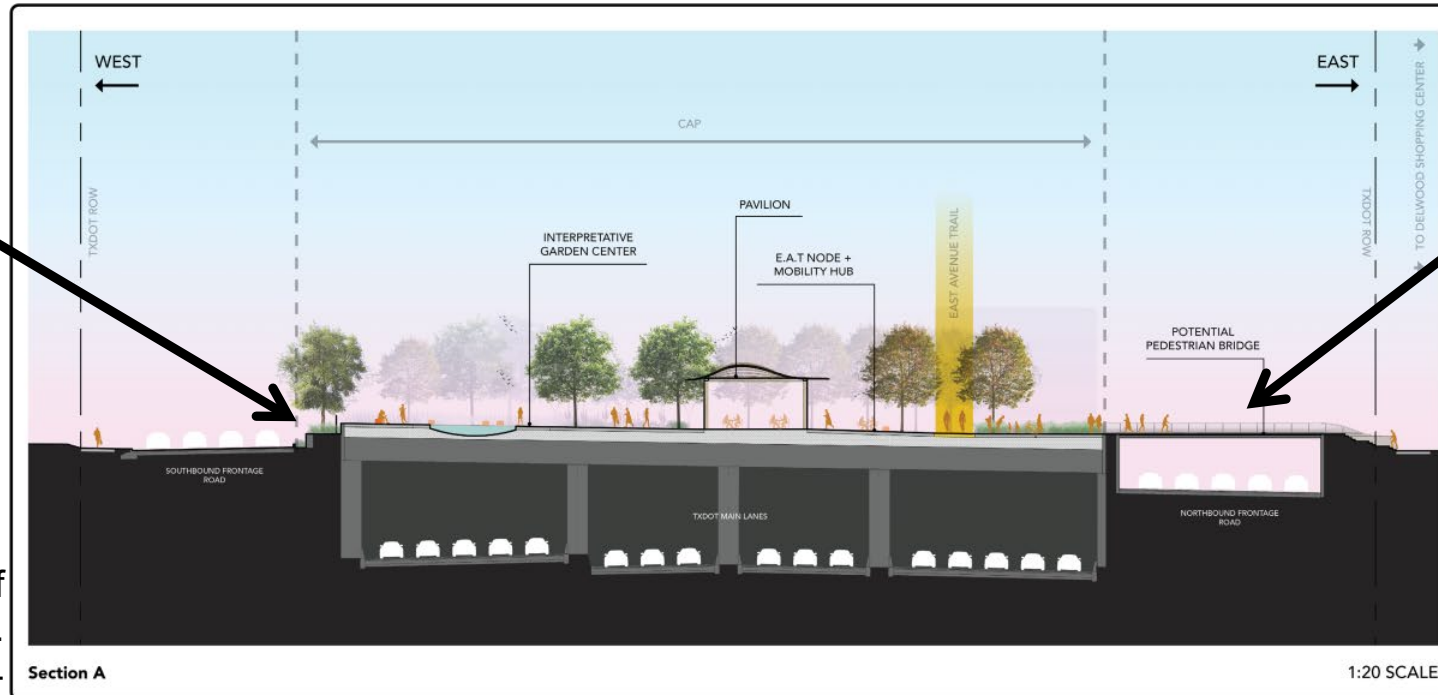 WEST
EAST
CAP
TXDOT ROW
TXDOT ROW
TO DELWOOD SHOPPING CENTER
PAVILION
INTERPRETATIVE
GARDEN CENTER
E.A.T NODE +
MOBILITY HUB
EAST AVENUE TRAIL
POTENTIAL
PEDESTRIAN BRIDGE
SOUTHBOUND FRONTAGE
ROAD
TXDOT MAIN LANES
NORTHBOUND FRONTAGE
ROAD
Section A
1:20 SCALE